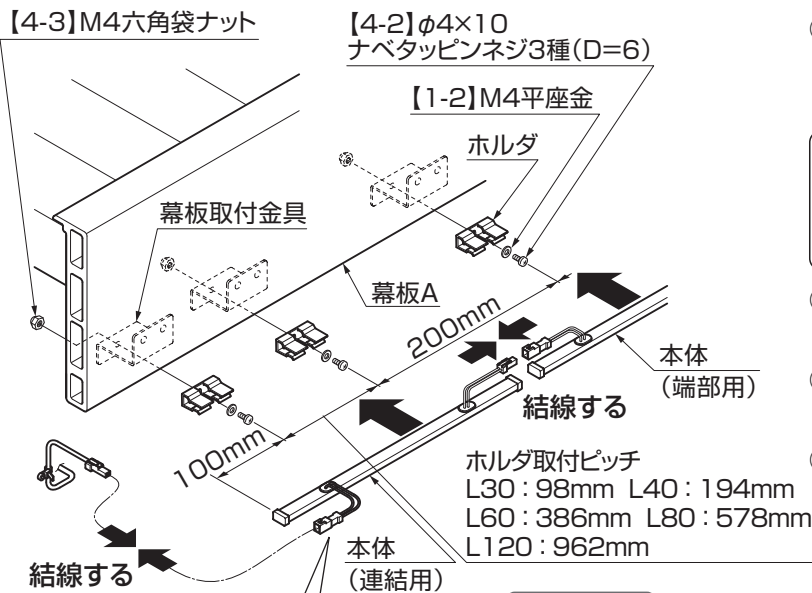 【4-3】M4六角袋ナット
【4-2】φ4×10
ナベタッピンネジ3種(D=6)
【1-2】M4平座金
ホルダ
幕板取付金具
幕板A
200mm
本体
(端部用)
結線する
100mm
ホルダ取付ピッチ
L30：98mm L40：194mm
L60：386mm L80：578mm
L120：962mm
本体
(連結用)
結線する